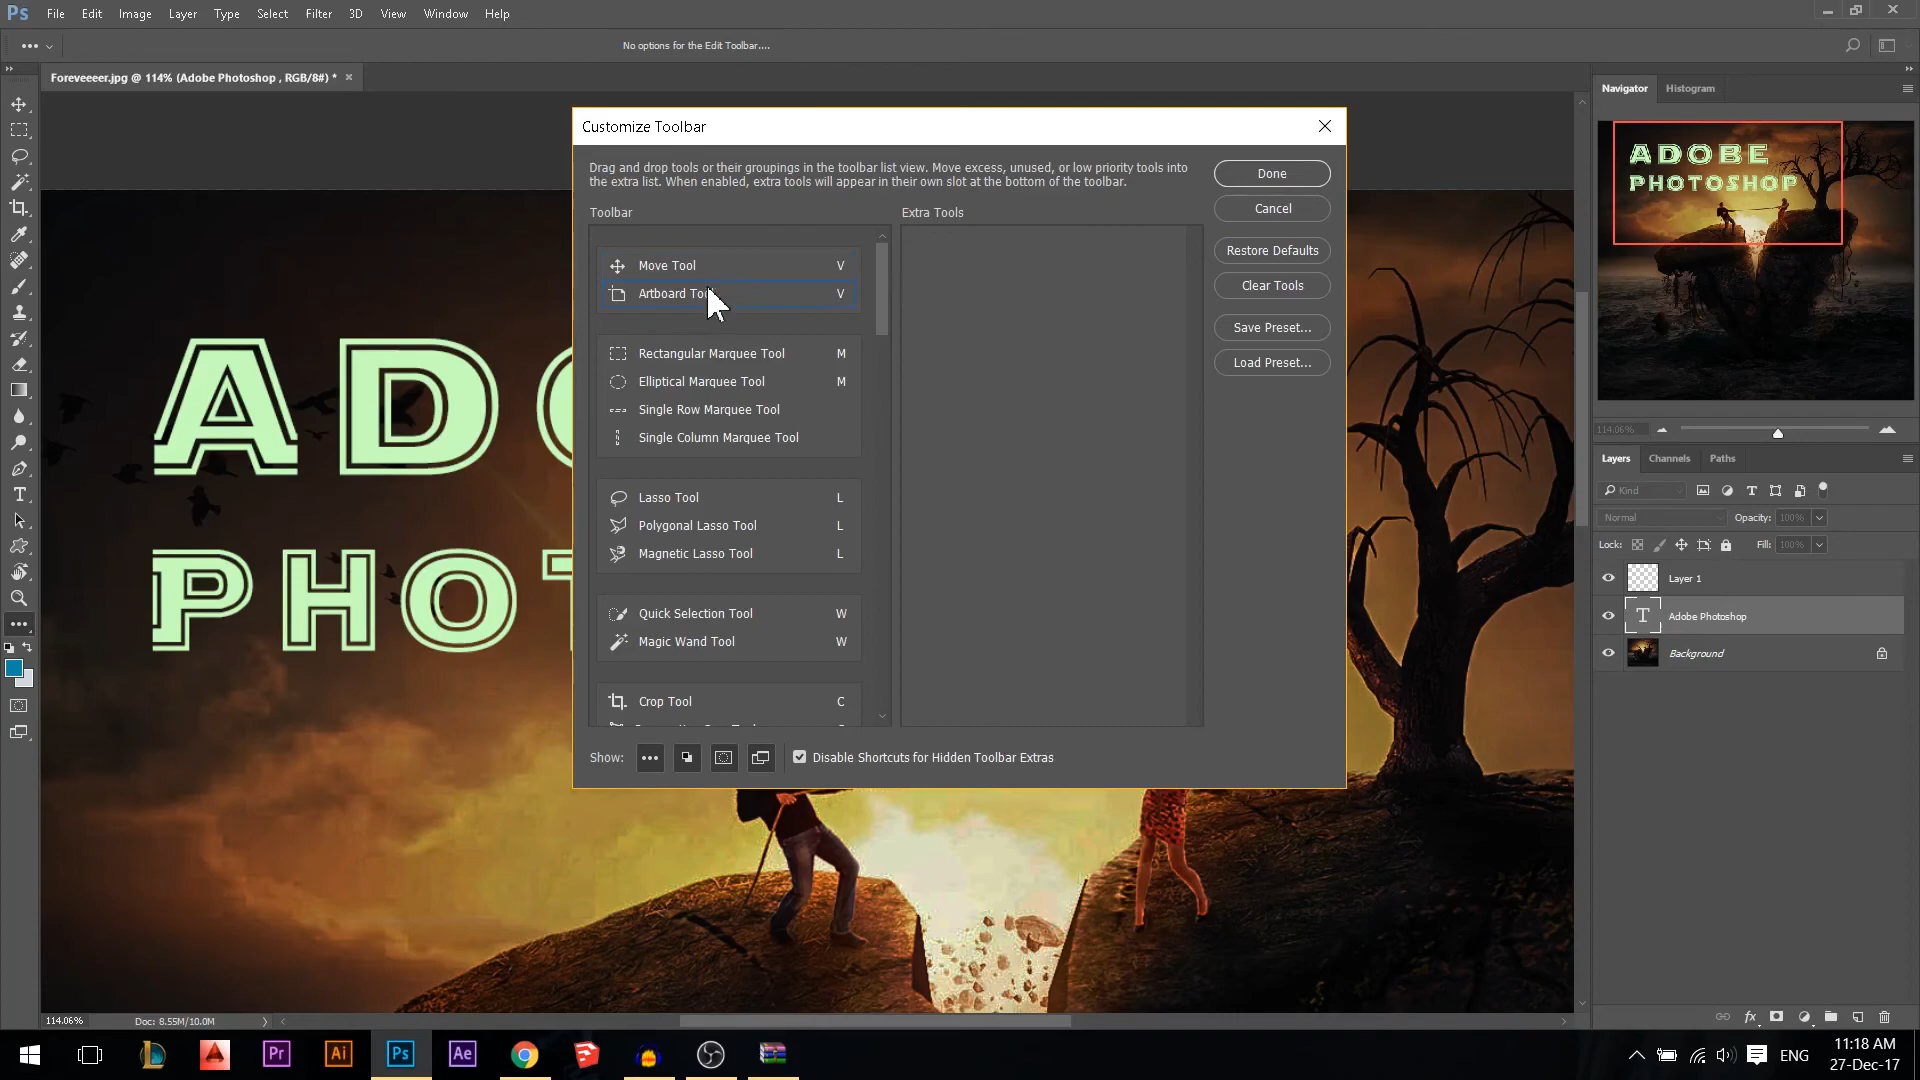 Ps File Edit Image Layer Type Select Filter 3D View Window Help
No options for the Edit Toolbar....
Foreveeeer.jpg @ 114% (Adobe Photoshop , RGB/8#) *
Customize Toolbar
Drag and drop tools or their groupings in the toolbar list view. Move excess, unused, or low priority tools into
the extra list. When enabled, extra tools will appear in their own slot at the bottom of the toolbar.
Toolbar
Extra Tools
Move Tool V
Artboard Too V
Rectangular Marquee Tool M
Elliptical Marquee Tool M
Single Row Marquee Tool
Single Column Marquee Tool
Lasso Tool L
Polygonal Lasso Tool L
Magnetic Lasso Tool L
Quick Selection Tool W
Magic Wand Tool W
Crop Tool C
Done
Cancel
Restore Defaults
Clear Tools
Save Preset...
Load Preset...
Show:
Disable Shortcuts for Hidden Toolbar Extras
AD
PHO
Navigator Histogram
ADOBE
PHOTOSHOP
114.06%
Layers Channels Paths
Kind
Normal Opacity: 100%
Lock: Fill: 100%
Layer 1
T Adobe Photoshop
Background
fx
114.06% Doc: 8.55M/10.0M
Pr Ai Ps Ae
ENG
11:18 AM
27-Dec-17